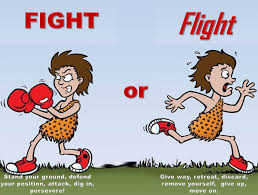 FIGHT
Flight
or
Stand your ground, defend
your position, attack, dig in,
persevere!
Give way, retreat, discard,
remove yourself, give up,
move on.